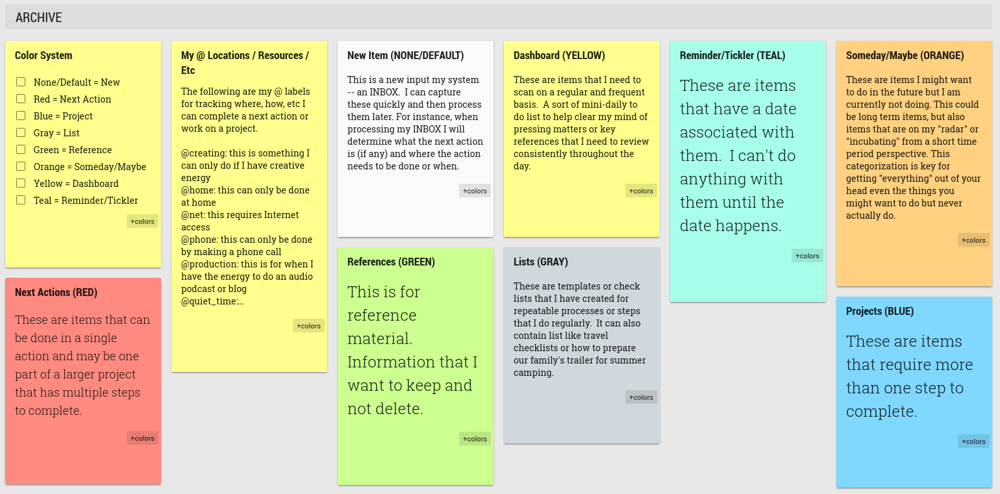 ARCHIVE
Color System
None/Default = New
Red = Next Action
Blue = Project
Gray = List
Green = Reference
Orange = Someday/Maybe
Yellow = Dashboard
Teal = Reminder/Tickler
+colors
Next Actions (RED)
These are items that can
be done in a single
action and may be one
part of a larger project
that has multiple steps
to complete.
+colors
My @ Locations / Resources /
Etc
The following are my @ labels
for tracking where, how, etc I
can complete a next action or
work on a project.
@creating: this is something I
can only do if I have creative
energy
@home: this can only be done
at home
@net: this requires Internet
access
@phone: this can only be done
by making a phone call
@production: this is for when I
have the energy to do an audio
podcast or blog
@quiet_time:...
+colors
New Item (NONE/DEFAULT)
This is a new input my system
-- an INBOX.  I can capture
these quickly and then process
them later. For instance, when
processing my INBOX I will
determine what the next action
is (if any) and where the action
needs to be done or when.
+colors
References (GREEN)
This is for
reference
material.
Information that I
want to keep and
not delete.
+colors
Dashboard (YELLOW)
These are items that I need to
scan on a regular and frequent
basis.  A sort of mini-daily to
do list to help clear my mind of
pressing matters or key
references that I need to review
consistently throughout the
day.
+colors
Lists (GRAY)
These are templates or check
lists that I have created for
repeatable processes or steps
that I do regularly.  It can also
contain list like travel
checklists or how to prepare
our family's trailer for summer
camping.
+colors
Reminder/Tickler (TEAL)
These are items
that have a date
associated with
them.  I can't do
anything with
them until the
date happens.
+colors
Someday/Maybe (ORANGE)
These are items I might want
to do in the future but I am
currently not doing. This could
be long term items, but also
items that are on my "radar" or
"incubating" from a short time
period perspective. This
categorization is key for
getting "everything" out of your
head even the things you
might want to do but never
actually do.
+colors
Projects (BLUE)
These are items
that require more
than one step to
complete.
+colors